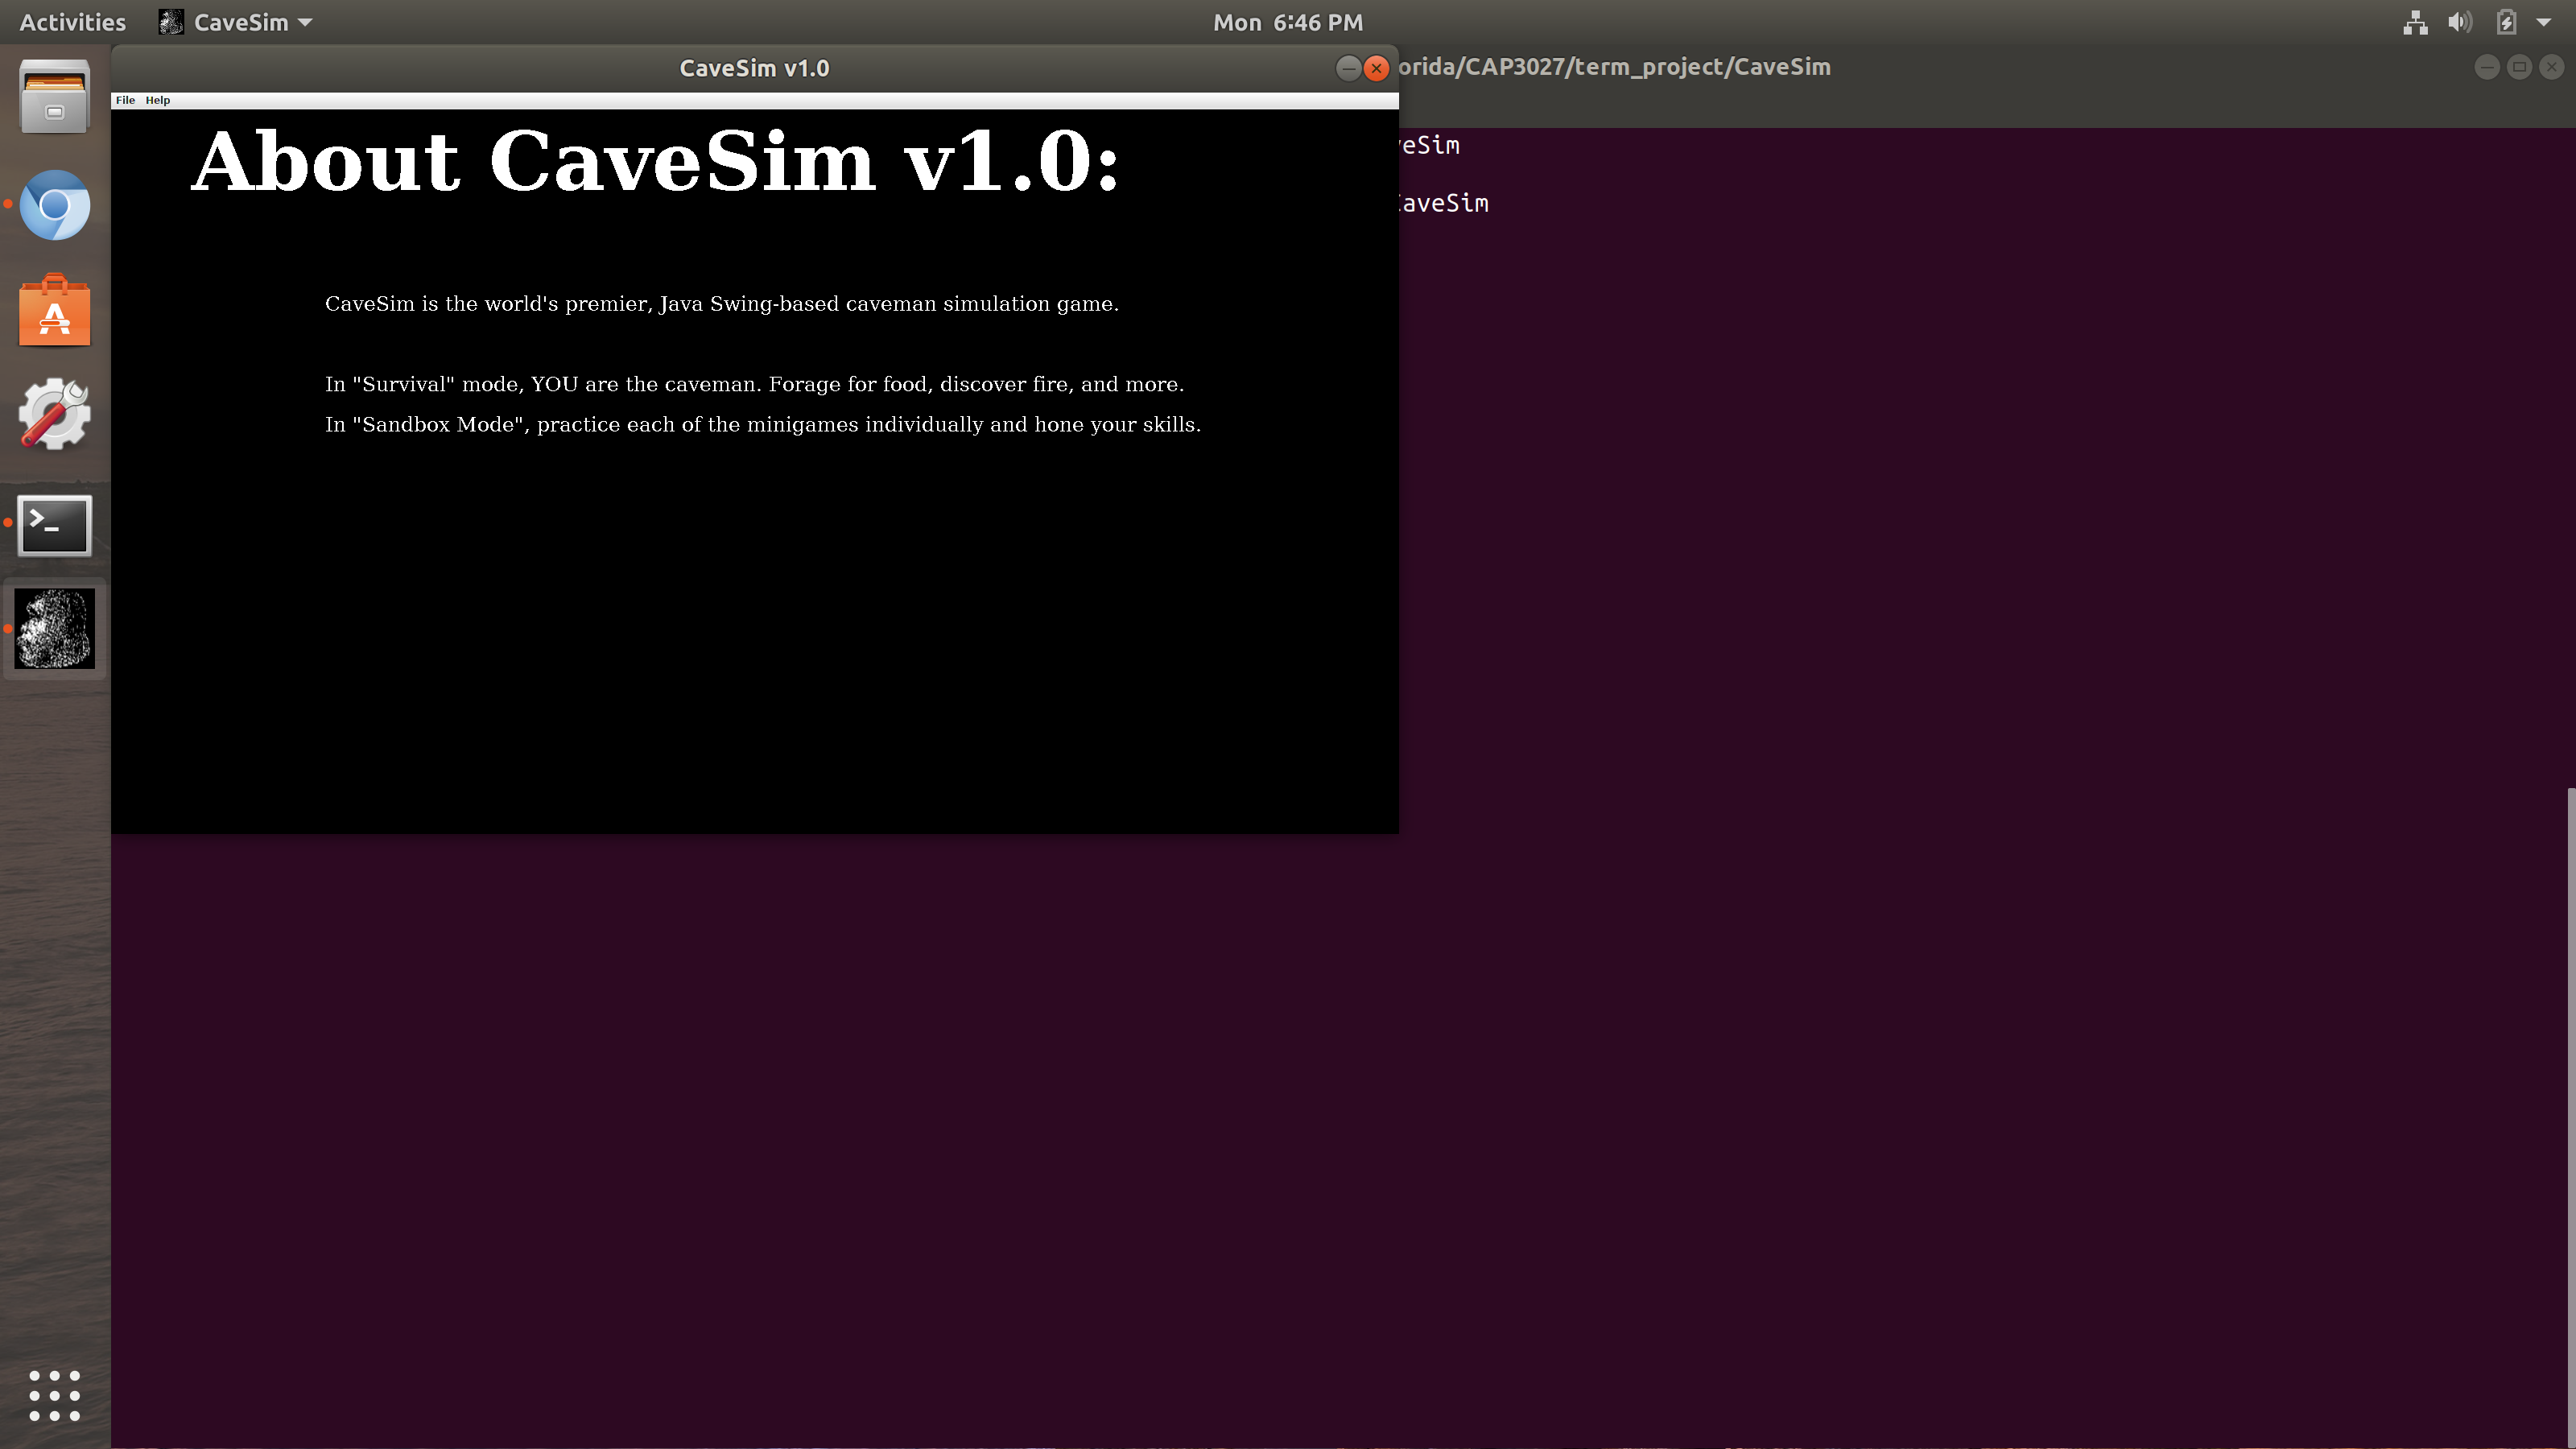 Activities CaveSim Mon 6:46 PM
CaveSim v1.0
orida/CAP3027/term_project/CaveSim
File Help
About CaveSim v1.0:
CaveSim is the world's premier, Java Swing-based caveman simulation game.
In "Survival" mode, YOU are the caveman. Forage for food, discover fire, and more.
In "Sandbox Mode", practice each of the minigames individually and hone your skills.
eSim
aveSim